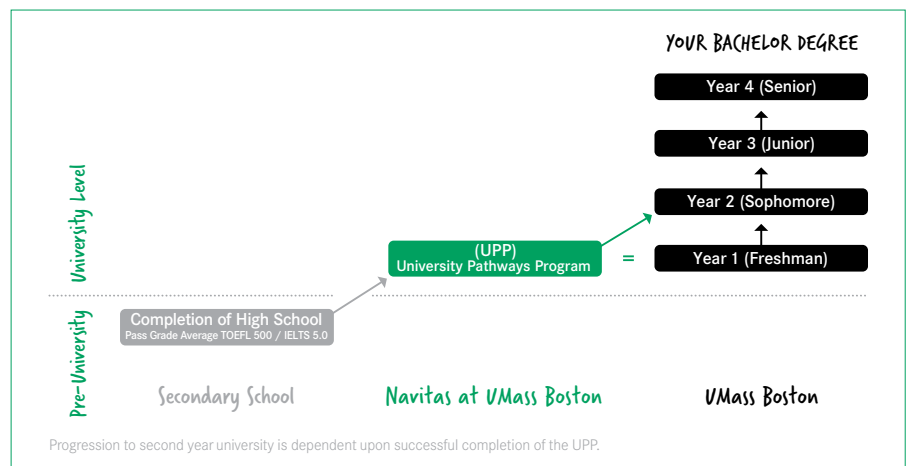 YOUR BACHELOR DEGREE
Year 4 (Senior)
Year 3 (Junior)
Year 2 (Sophomore)
University Level
(UPP)
University Pathways Program
=
Year 1 (Freshman)
Pre-University
Completion of High School
Pass Grade Average TOEFL 500 / IELTS 5.0
Secondary School
Navitas at UMass Boston
UMass Boston
Progression to second year university is dependent upon successful completion of the UPP.